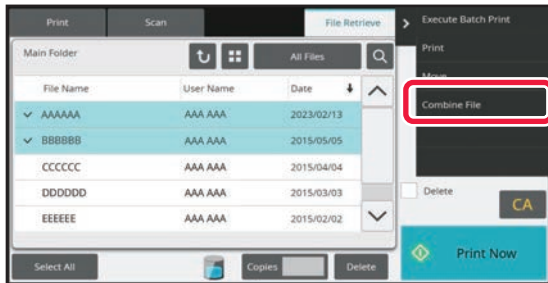 Print Scan File Retrieve
Main Folder All Files
File Name User Name Date
AAAAAA AAA AAA 2023/02/13
BBBBBB AAA AAA 2015/05/05
CCCCCC AAA AAA 2015/04/04
DDDDDD AAA AAA 2015/03/03
EEEEEE AAA AAA 2015/02/02
Select All Copies Delete
Execute Batch Print
Print
Move
Combine File
Delete
CA
Print Now